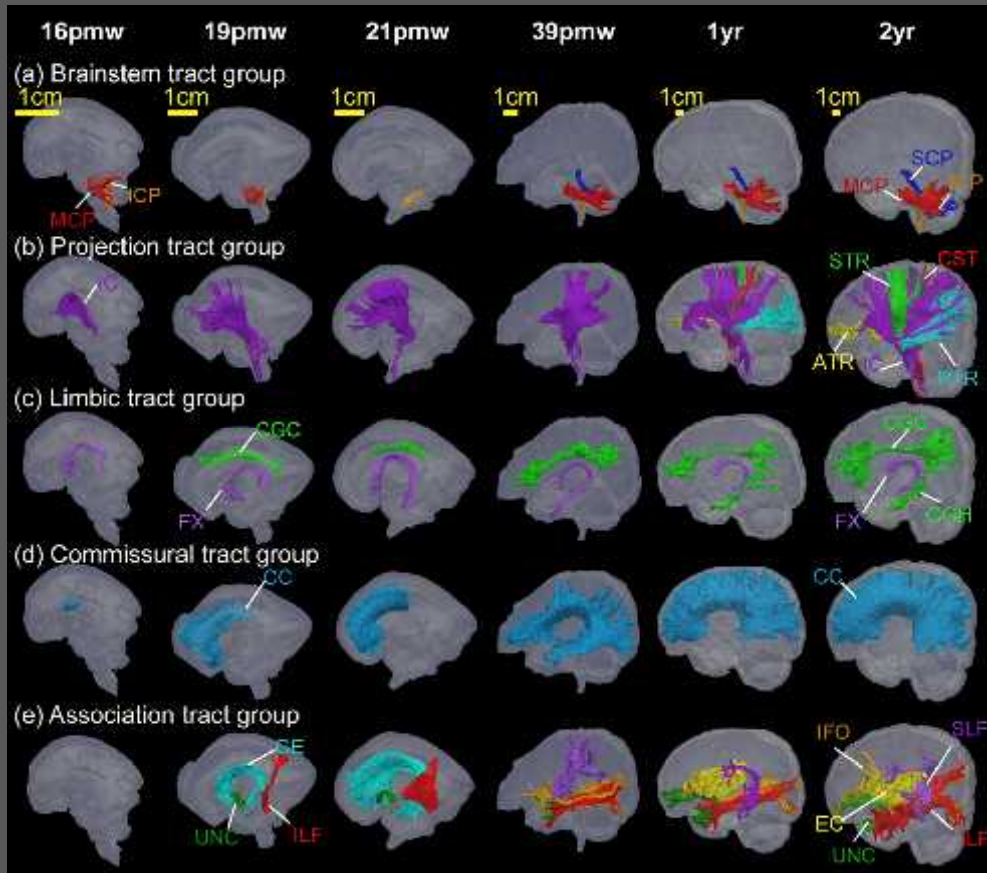 16pmw 19pmw 21pmw 39pmw 1yr 2yr
(a) Brainstem tract group
1cm 1cm 1cm 1cm 1cm 1cm
ICP
MCP
SCP
MCP
(b) Projection tract group
IC
STR CST
ATR
(c) Limbic tract group
CGC
FX
CGC
FX CGH
(d) Commissural tract group
CC
CC
(e) Association tract group
SE
UNC ILF
IFO SLF
EC
UNC ILF